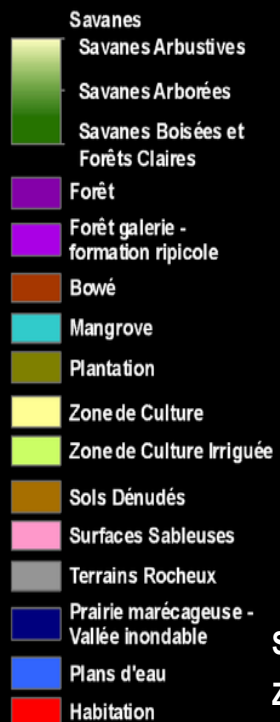 Savanes
Savanes Arbustives
Savanes Arborées
Savanes Boisées et
Forêts Claires
Forêt
Forêt galerie -
formation ripicole
Bowé
Mangrove
Plantation
Zone de Culture
Zone de Culture Irriguée
Sols Dénudés
Surfaces Sableuses
Terrains Rocheux
Prairie marécageuse -
Vallée inondable
Plans d'eau
Habitation